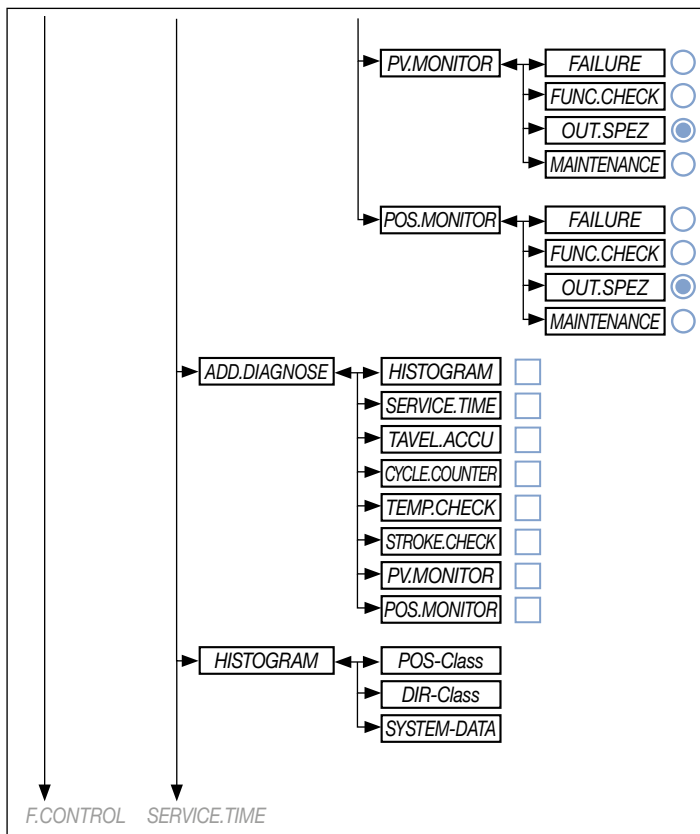 PV.MONITOR
FAILURE
FUNC.CHECK
OUT.SPEZ
MAINTENANCE
POS.MONITOR
FAILURE
FUNC.CHECK
OUT.SPEZ
MAINTENANCE
ADD.DIAGNOSE
HISTOGRAM
SERVICE.TIME
TAVEL.ACCU
CYCLE.COUNTER
TEMP.CHECK
STROKE.CHECK
PV.MONITOR
POS.MONITOR
HISTOGRAM
POS-Class
DIR-Class
SYSTEM-DATA
F.CONTROL
SERVICE.TIME